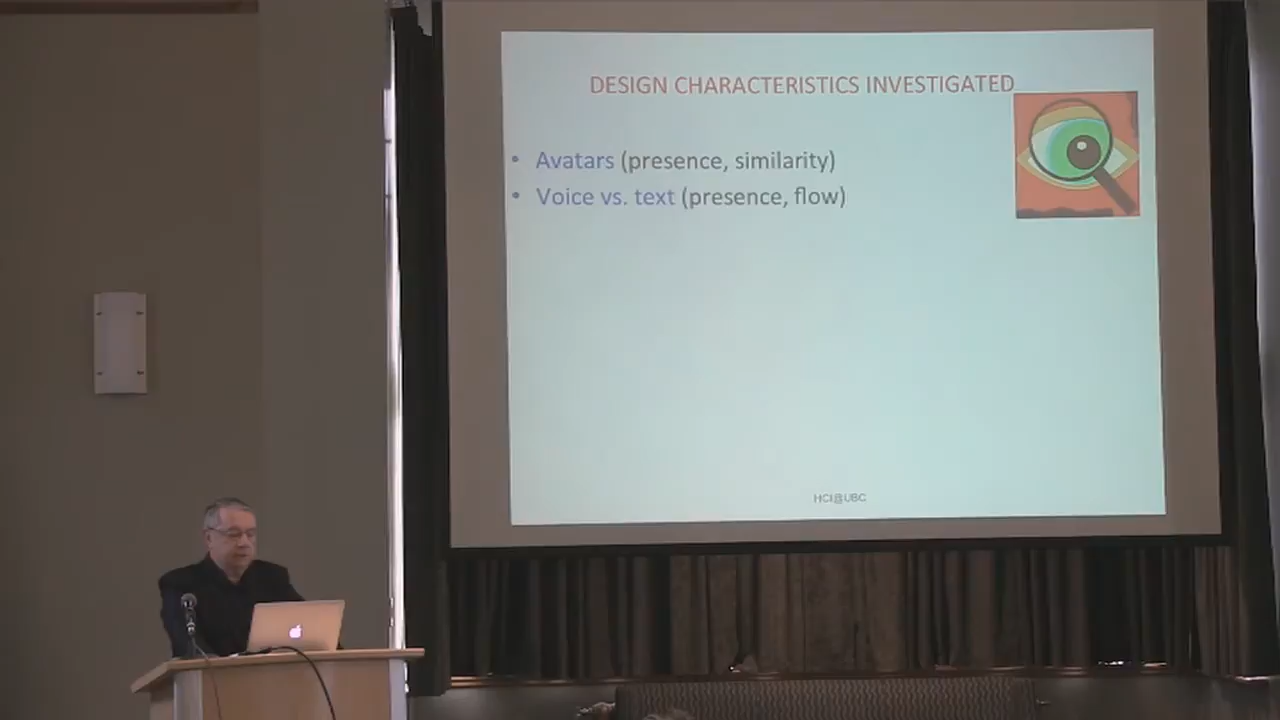 DESIGN CHARACTERISTICS INVESTIGATED
• Avatars (presence, similarity)
• Voice vs. text (presence, flow)
HCI@UBC